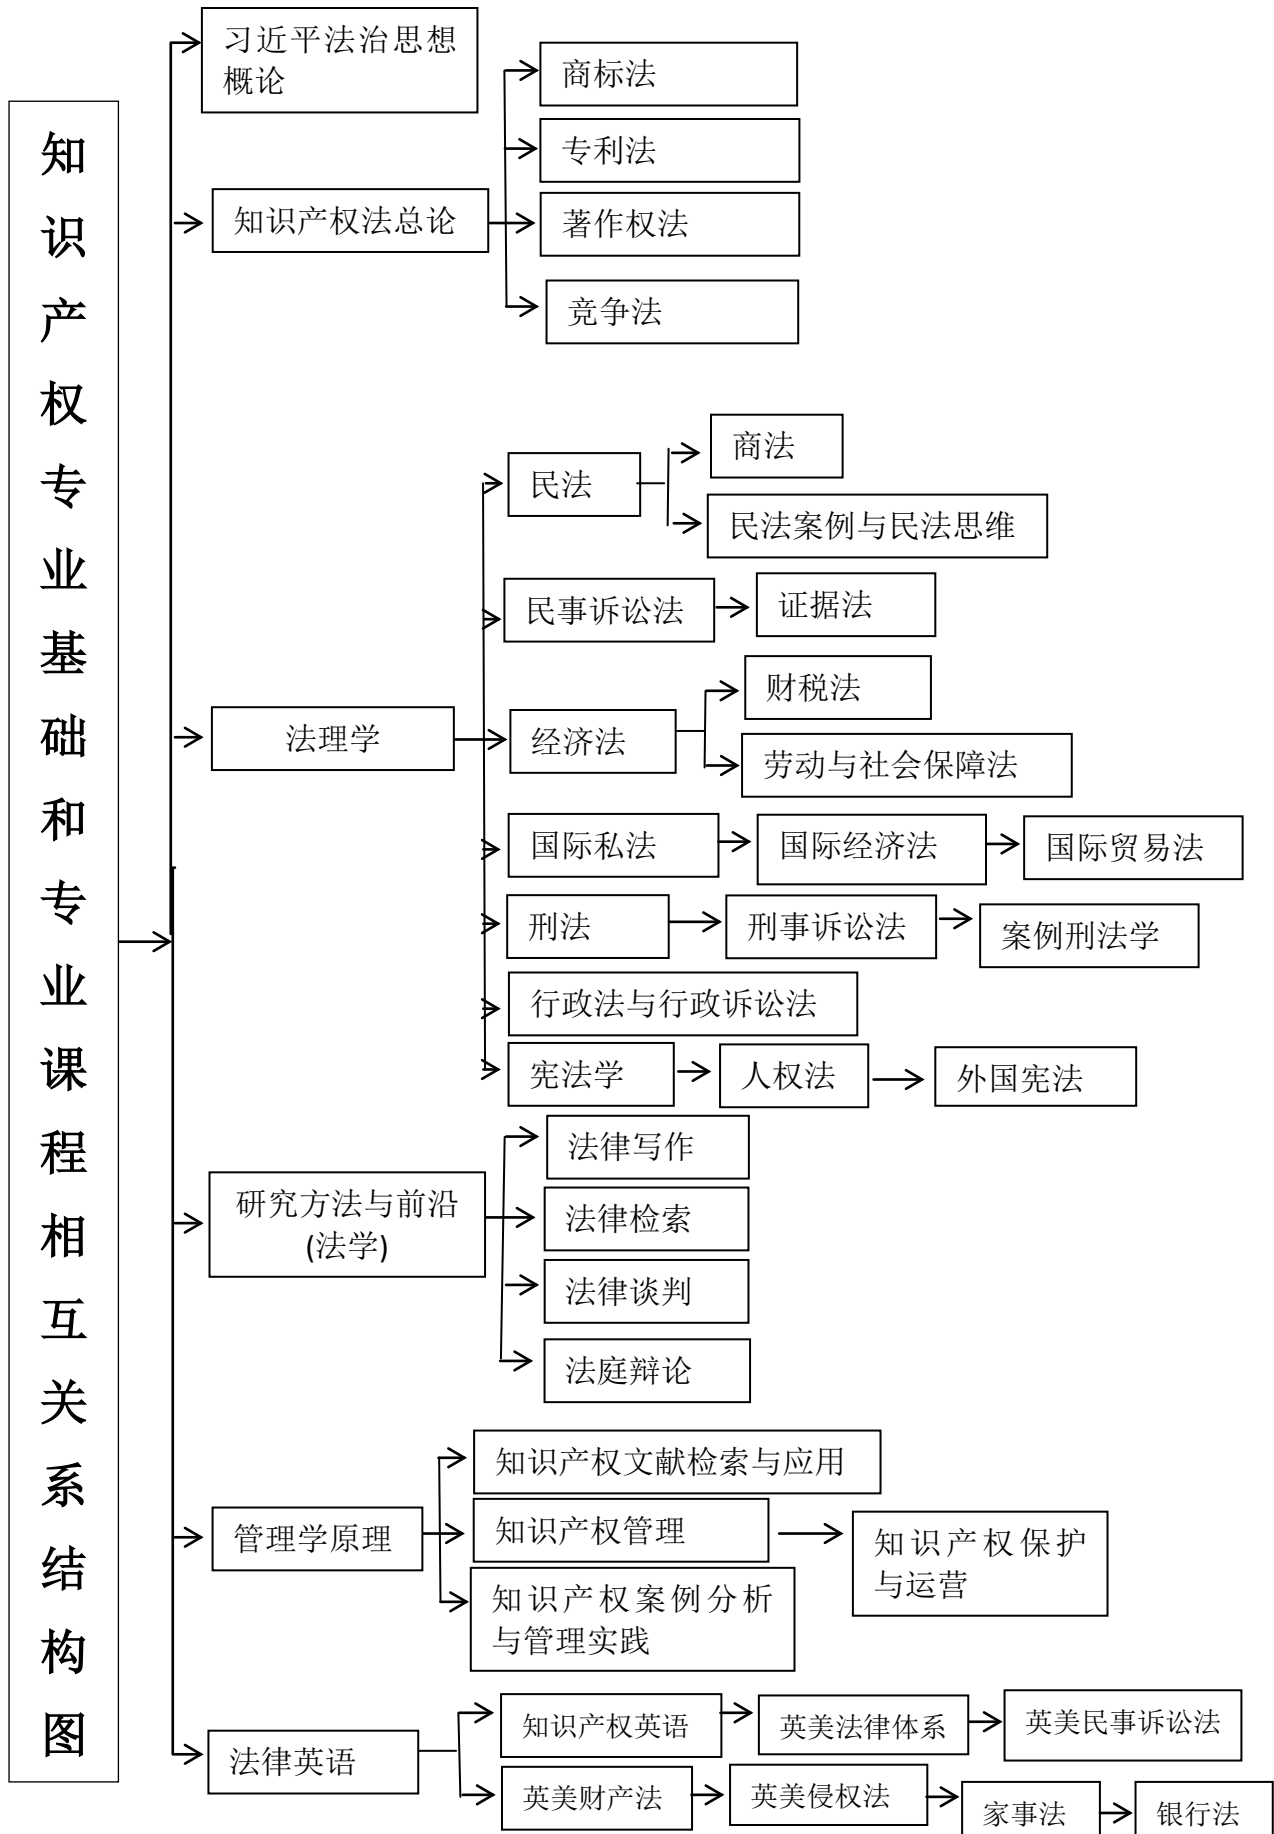 知识产权专业基础和专业课程相互关系结构图
习近平法治思想
概论
知识产权法总论
商标法
专利法
著作权法
竞争法
法理学
民法
商法
民法案例与民法思维
民事诉讼法
证据法
经济法
财税法
劳动与社会保障法
国际私法
国际经济法
国际贸易法
刑法
刑事诉讼法
案例刑法学
行政法与行政诉讼法
宪法学
人权法
外国宪法
研究方法与前沿
(法学)
法律写作
法律检索
法律谈判
法庭辩论
管理学原理
知识产权文献检索与应用
知识产权管理
知识产权保护
与运营
知识产权案例分析
与管理实践
法律英语
知识产权英语
英美法律体系
英美民事诉讼法
英美财产法
英美侵权法
家事法
银行法